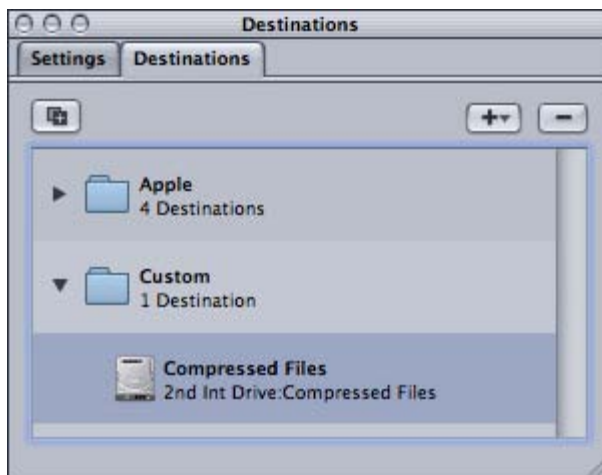 Destinations
Settings Destinations
Apple
4 Destinations
Custom
1 Destination
Compressed Files
2nd Int Drive:Compressed Files